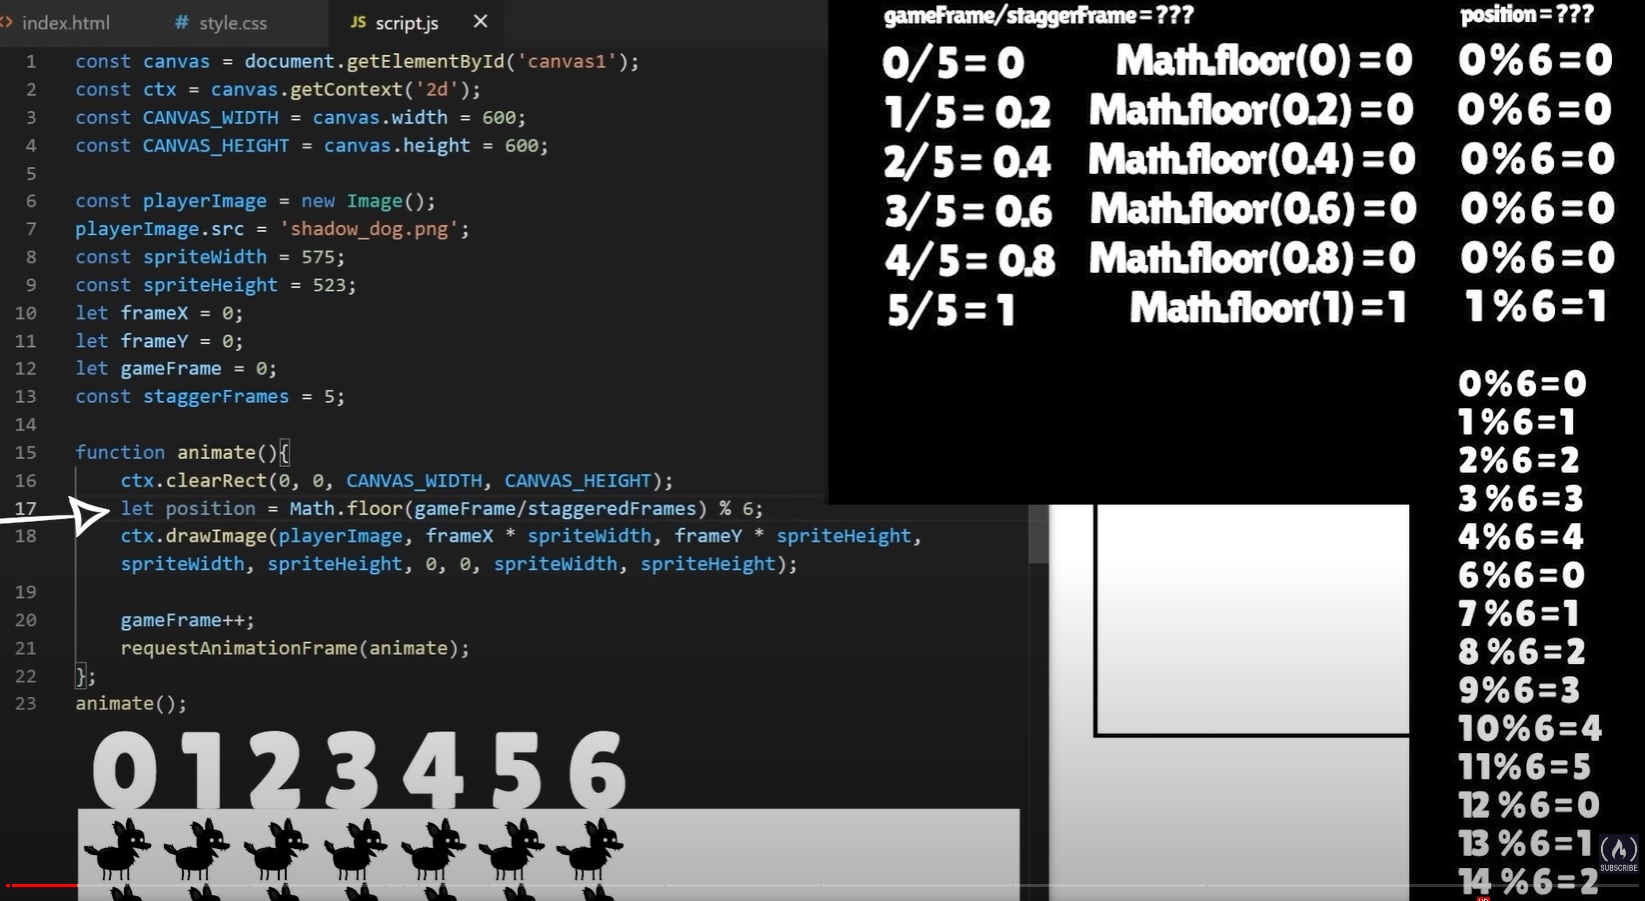 index.html
# style.css
JS script.js ×
gameFrame/staggerFrame = ???
position = ???
1 const canvas = document.getElementById('canvas1');
2 const ctx = canvas.getContext('2d');
3 const CANVAS_WIDTH = canvas.width = 600;
4 const CANVAS_HEIGHT = canvas.height = 600;
5
6 const playerImage = new Image();
7 playerImage.src = 'shadow_dog.png';
8 const spriteWidth = 575;
9 const spriteHeight = 523;
10 let frameX = 0;
11 let frameY = 0;
12 let gameFrame = 0;
13 const staggerFrames = 5;
14
15 function animate(){
16 ctx.clearRect(0, 0, CANVAS_WIDTH, CANVAS_HEIGHT);
17 let position = Math.floor(gameFrame/staggeredFrames) % 6;
18 ctx.drawImage(playerImage, frameX * spriteWidth, frameY * spriteHeight,
spriteWidth, spriteHeight, 0, 0, spriteWidth, spriteHeight);
19
20 gameFrame++;
21 requestAnimationFrame(animate);
22 };
23 animate();
0 1 2 3 4 5 6
0/5 = 0 Math.floor(0) = 0 0%6=0
1/5 = 0.2 Math.floor(0.2) = 0 0%6=0
2/5 = 0.4 Math.floor(0.4) = 0 0%6=0
3/5 = 0.6 Math.floor(0.6) = 0 0%6=0
4/5 = 0.8 Math.floor(0.8) = 0 0%6=0
5/5 = 1 Math.floor(1) = 1 1%6=1
0%6=0
1%6=1
2%6=2
3%6=3
4%6=4
6%6=0
7%6=1
8%6=2
9%6=3
10%6=4
11%6=5
12%6=0
13%6=1
14%6=2
SUBSCRIBE